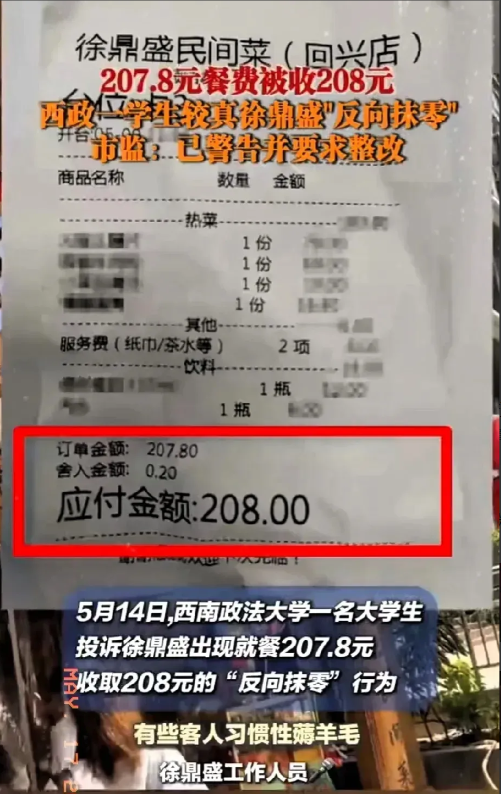 徐鼎盛民间菜（回兴店）
207.8元餐费被收208元
西政一学生较真徐鼎盛"反向抹零"
市监：已警告并要求整改
商品名称 数量 金额
热菜
1份
1份
1份
1份
其他
服务费（纸巾/茶水等） 2项
饮料
1瓶
1瓶
订单金额: 207.80
舍入金额: 0.20
应付金额:208.00
5月14日,西南政法大学一名大学生
投诉徐鼎盛出现就餐207.8元
收取208元的“反向抹零”行为
有些客人习惯性薅羊毛
徐鼎盛工作人员
MAY. 17 2